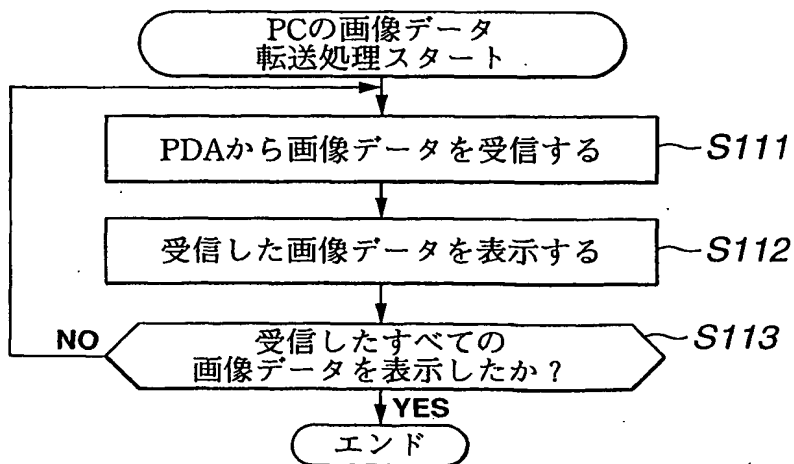 PCの画像データ
転送処理スタート
PDAから画像データを受信する
S111
受信した画像データを表示する
S112
受信したすべての
画像データを表示したか?
S113
NO
YES
エンド